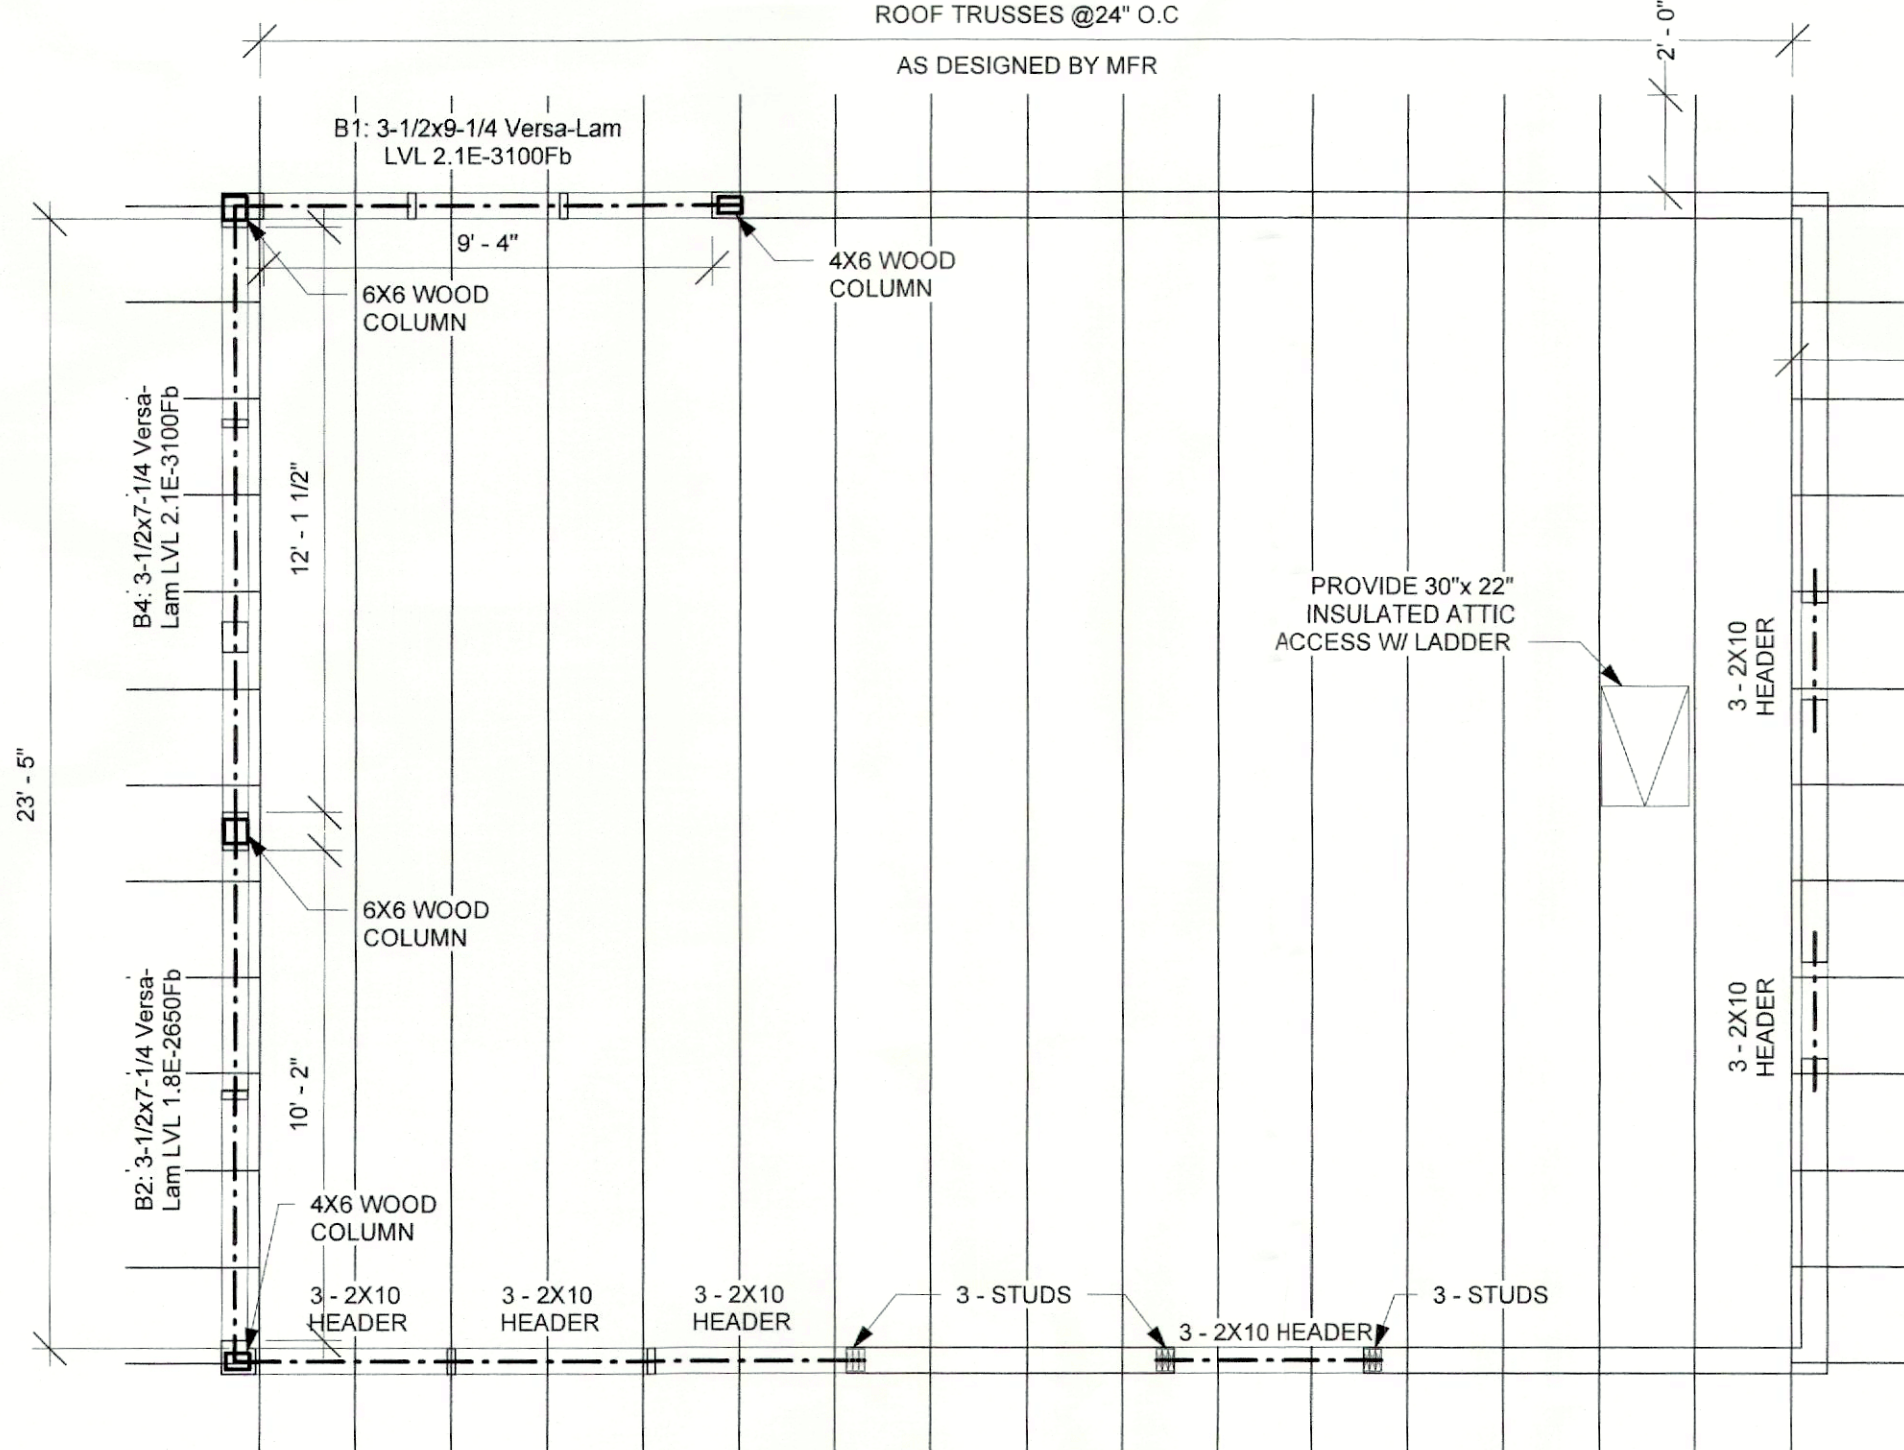 ROOF TRUSSES @24" O.C
AS DESIGNED BY MFR
2' - 0"
B1: 3-1/2x9-1/4 Versa-Lam
LVL 2.1E-3100Fb
9' - 4"
4X6 WOOD
COLUMN
6X6 WOOD
COLUMN
B4: 3-1/2x7-1/4 Versa-
Lam LVL 2.1E-3100Fb
12' - 1 1/2"
PROVIDE 30"x 22"
INSULATED ATTIC
ACCESS W/ LADDER
3 - 2X10
HEADER
23' - 5"
6X6 WOOD
COLUMN
B2: 3-1/2x7-1/4 Versa-
Lam LVL 1.8E-2650Fb
10' - 2"
3 - 2X10
HEADER
4X6 WOOD
COLUMN
3 - 2X10
HEADER
3 - 2X10
HEADER
3 - 2X10
HEADER
3 - STUDS
3 - STUDS
3 - 2X10 HEADER